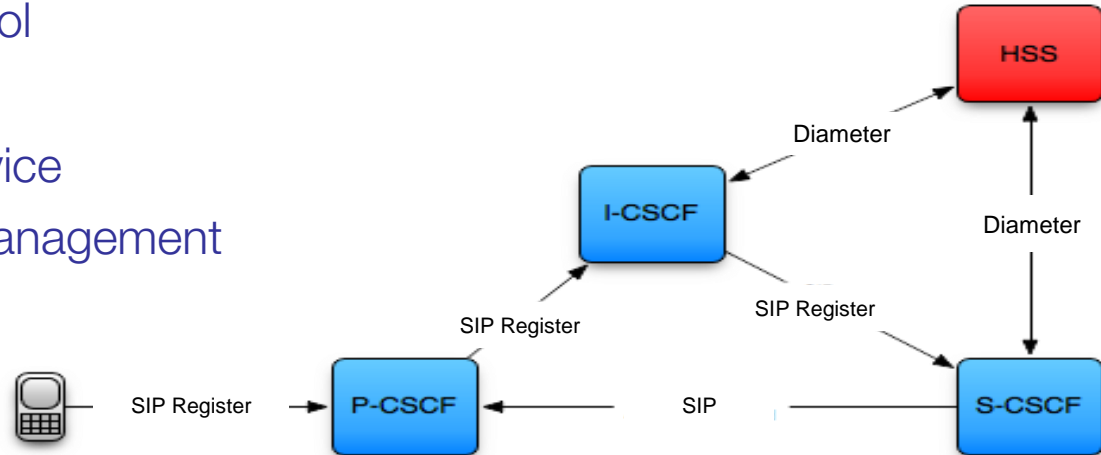 ol
vice
anagement
HSS
Diameter
I-CSCF
Diameter
SIP Register
SIP Register
SIP Register
P-CSCF
SIP
S-CSCF